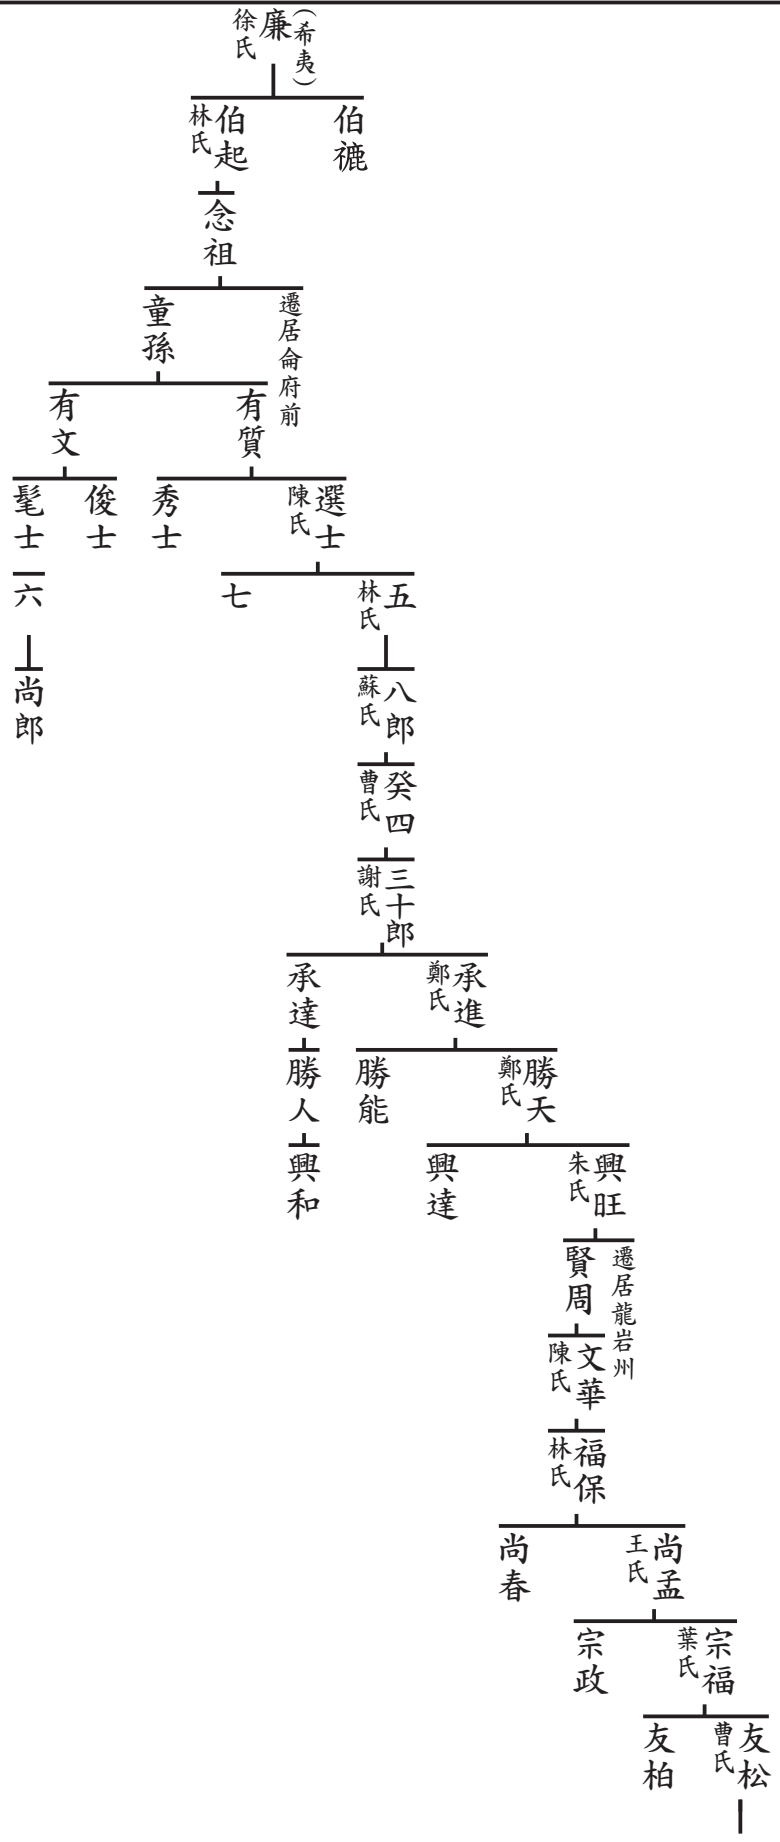 廉
(希夷)
徐氏
伯禠
伯起
林氏
念祖
遷居侖府前
童孫
有質
有文
選士
陳氏
秀士
俊士
髦士
五
林氏
七
六
八郎
蘇氏
尚郎
癸四
曹氏
三十郎
謝氏
承進
鄭氏
承達
勝天
鄭氏
勝能
勝人
興旺
朱氏
興達
興和
遷居龍岩州
賢周
文華
陳氏
福保
林氏
尚孟
王氏
尚春
宗福
葉氏
宗政
友松
曹氏
友柏